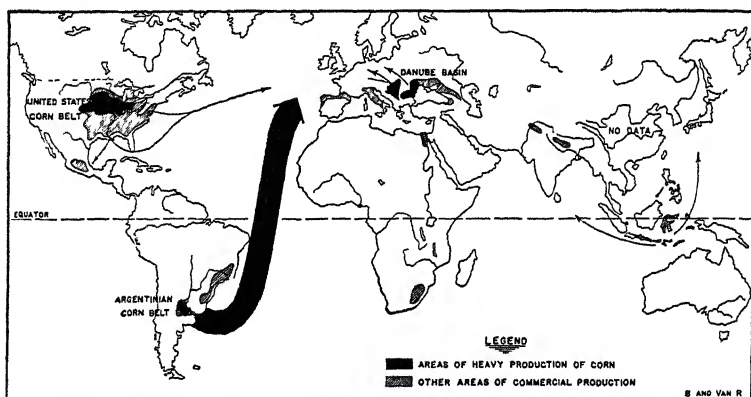 DANUBE BASIN
UNITED STATES
CORN BELT
NO DATA
EQUATOR
ARGENTINIAN
CORN BELT
LEGEND
AREAS OF HEAVY PRODUCTION OF CORN
OTHER AREAS OF COMMERCIAL PRODUCTION
B AND VAN R